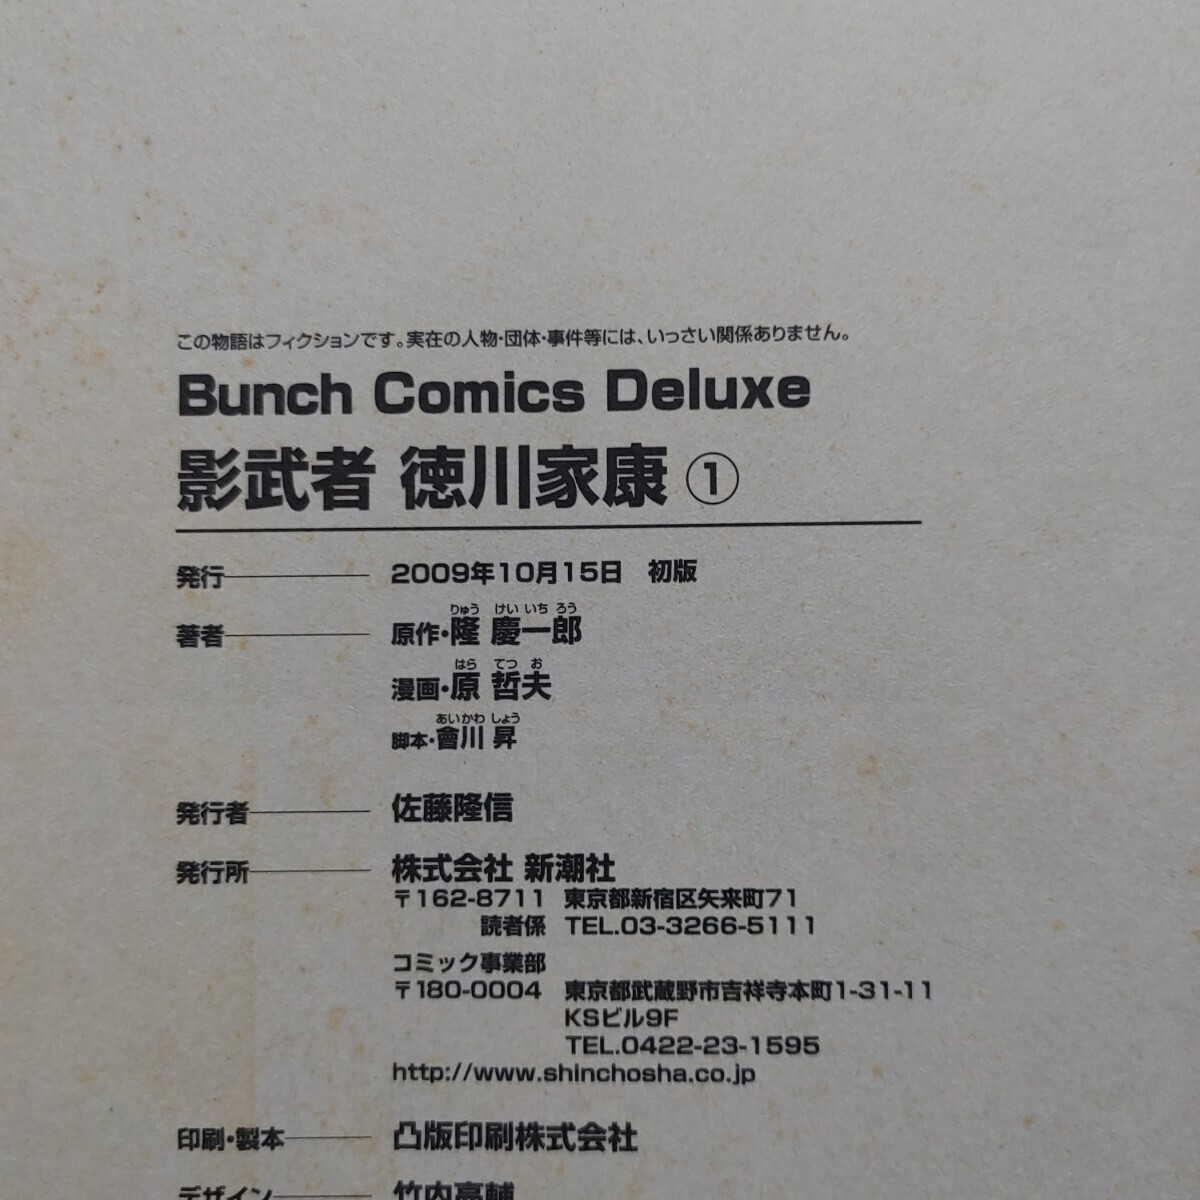 この物語はフィクションです。実在の人物・団体・事件等には、いっさい関係ありません。
Bunch Comics Deluxe
影武者 徳川家康 ①
発行 2009年10月15日 初版
りゅう けい いち ろう
著者 原作・隆 慶一郎
はら てつ お
漫画・原 哲夫
あいかわ しょう
脚本・會川 昇
発行者 佐藤隆信
発行所 株式会社 新潮社
〒162-8711 東京都新宿区矢来町71
読者係 TEL.03-3266-5111
コミック事業部
〒180-0004 東京都武蔵野市吉祥寺本町1-31-11
KSビル9F
TEL.0422-23-1595
http://www.shinchosha.co.jp
印刷・製本 凸版印刷株式会社
デザイン 竹内亮輔